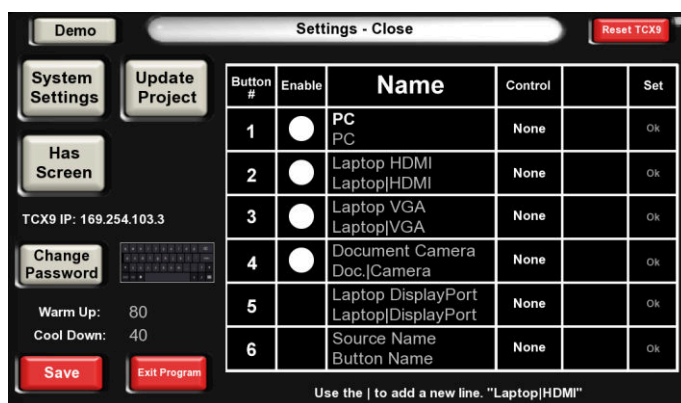 Demo
Settings - Close
Reset TCX9
System
Settings
Update
Project
Has
Screen
TCX9 IP: 169.254.103.3
Change
Password
Warm Up: 80
Cool Down: 40
Save
Exit Program
Button
#
Enable
Name
Control
Set
1
PC
PC
None
Ok
2
Laptop HDMI
Laptop|HDMI
None
Ok
3
Laptop VGA
Laptop|VGA
None
Ok
4
Document Camera
Doc.|Camera
None
Ok
5
Laptop DisplayPort
Laptop|DisplayPort
None
Ok
6
Source Name
Button Name
None
Ok
Use the | to add a new line. "Laptop|HDMI"